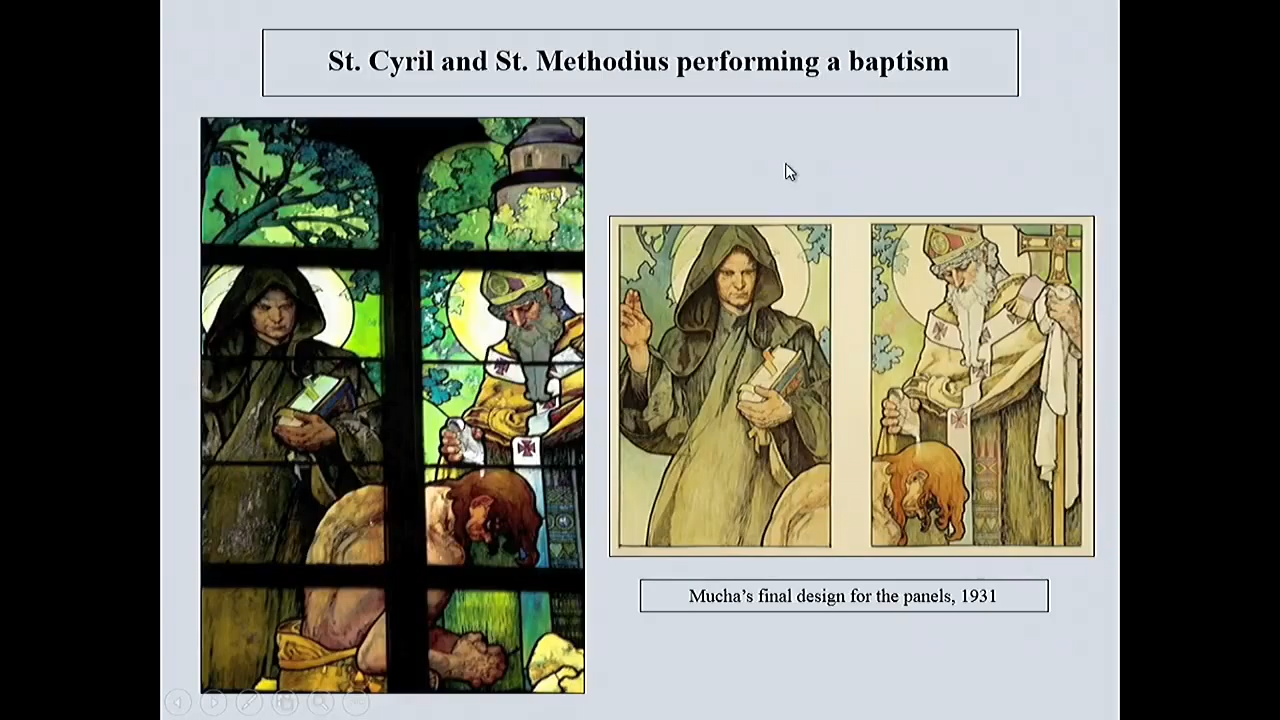 St. Cyril and St. Methodius performing a baptism
Mucha's final design for the panels, 1931